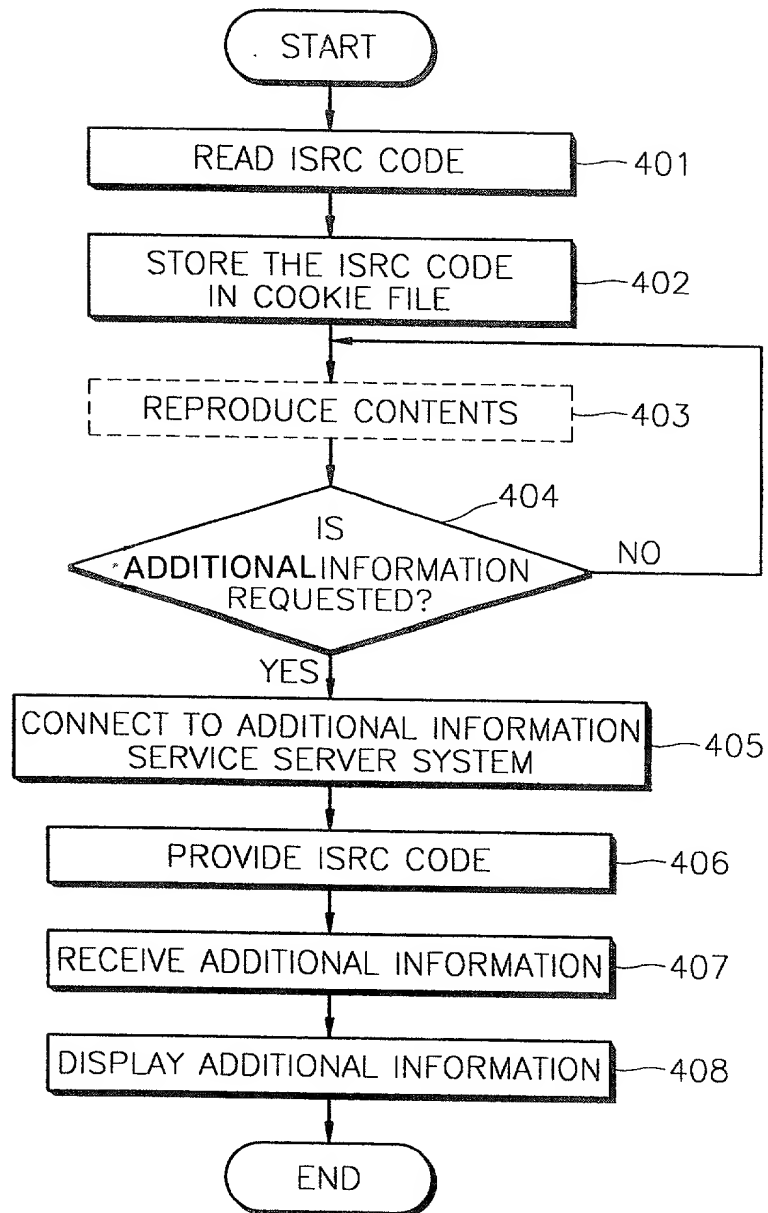 START
READ ISRC CODE
401
STORE THE ISRC CODE
IN COOKIE FILE
402
REPRODUCE CONTENTS
403
404
IS
ADDITIONAL INFORMATION
REQUESTED?
NO
YES
CONNECT TO ADDITIONAL INFORMATION
SERVICE SERVER SYSTEM
405
PROVIDE ISRC CODE
406
RECEIVE ADDITIONAL INFORMATION
407
DISPLAY ADDITIONAL INFORMATION
408
END